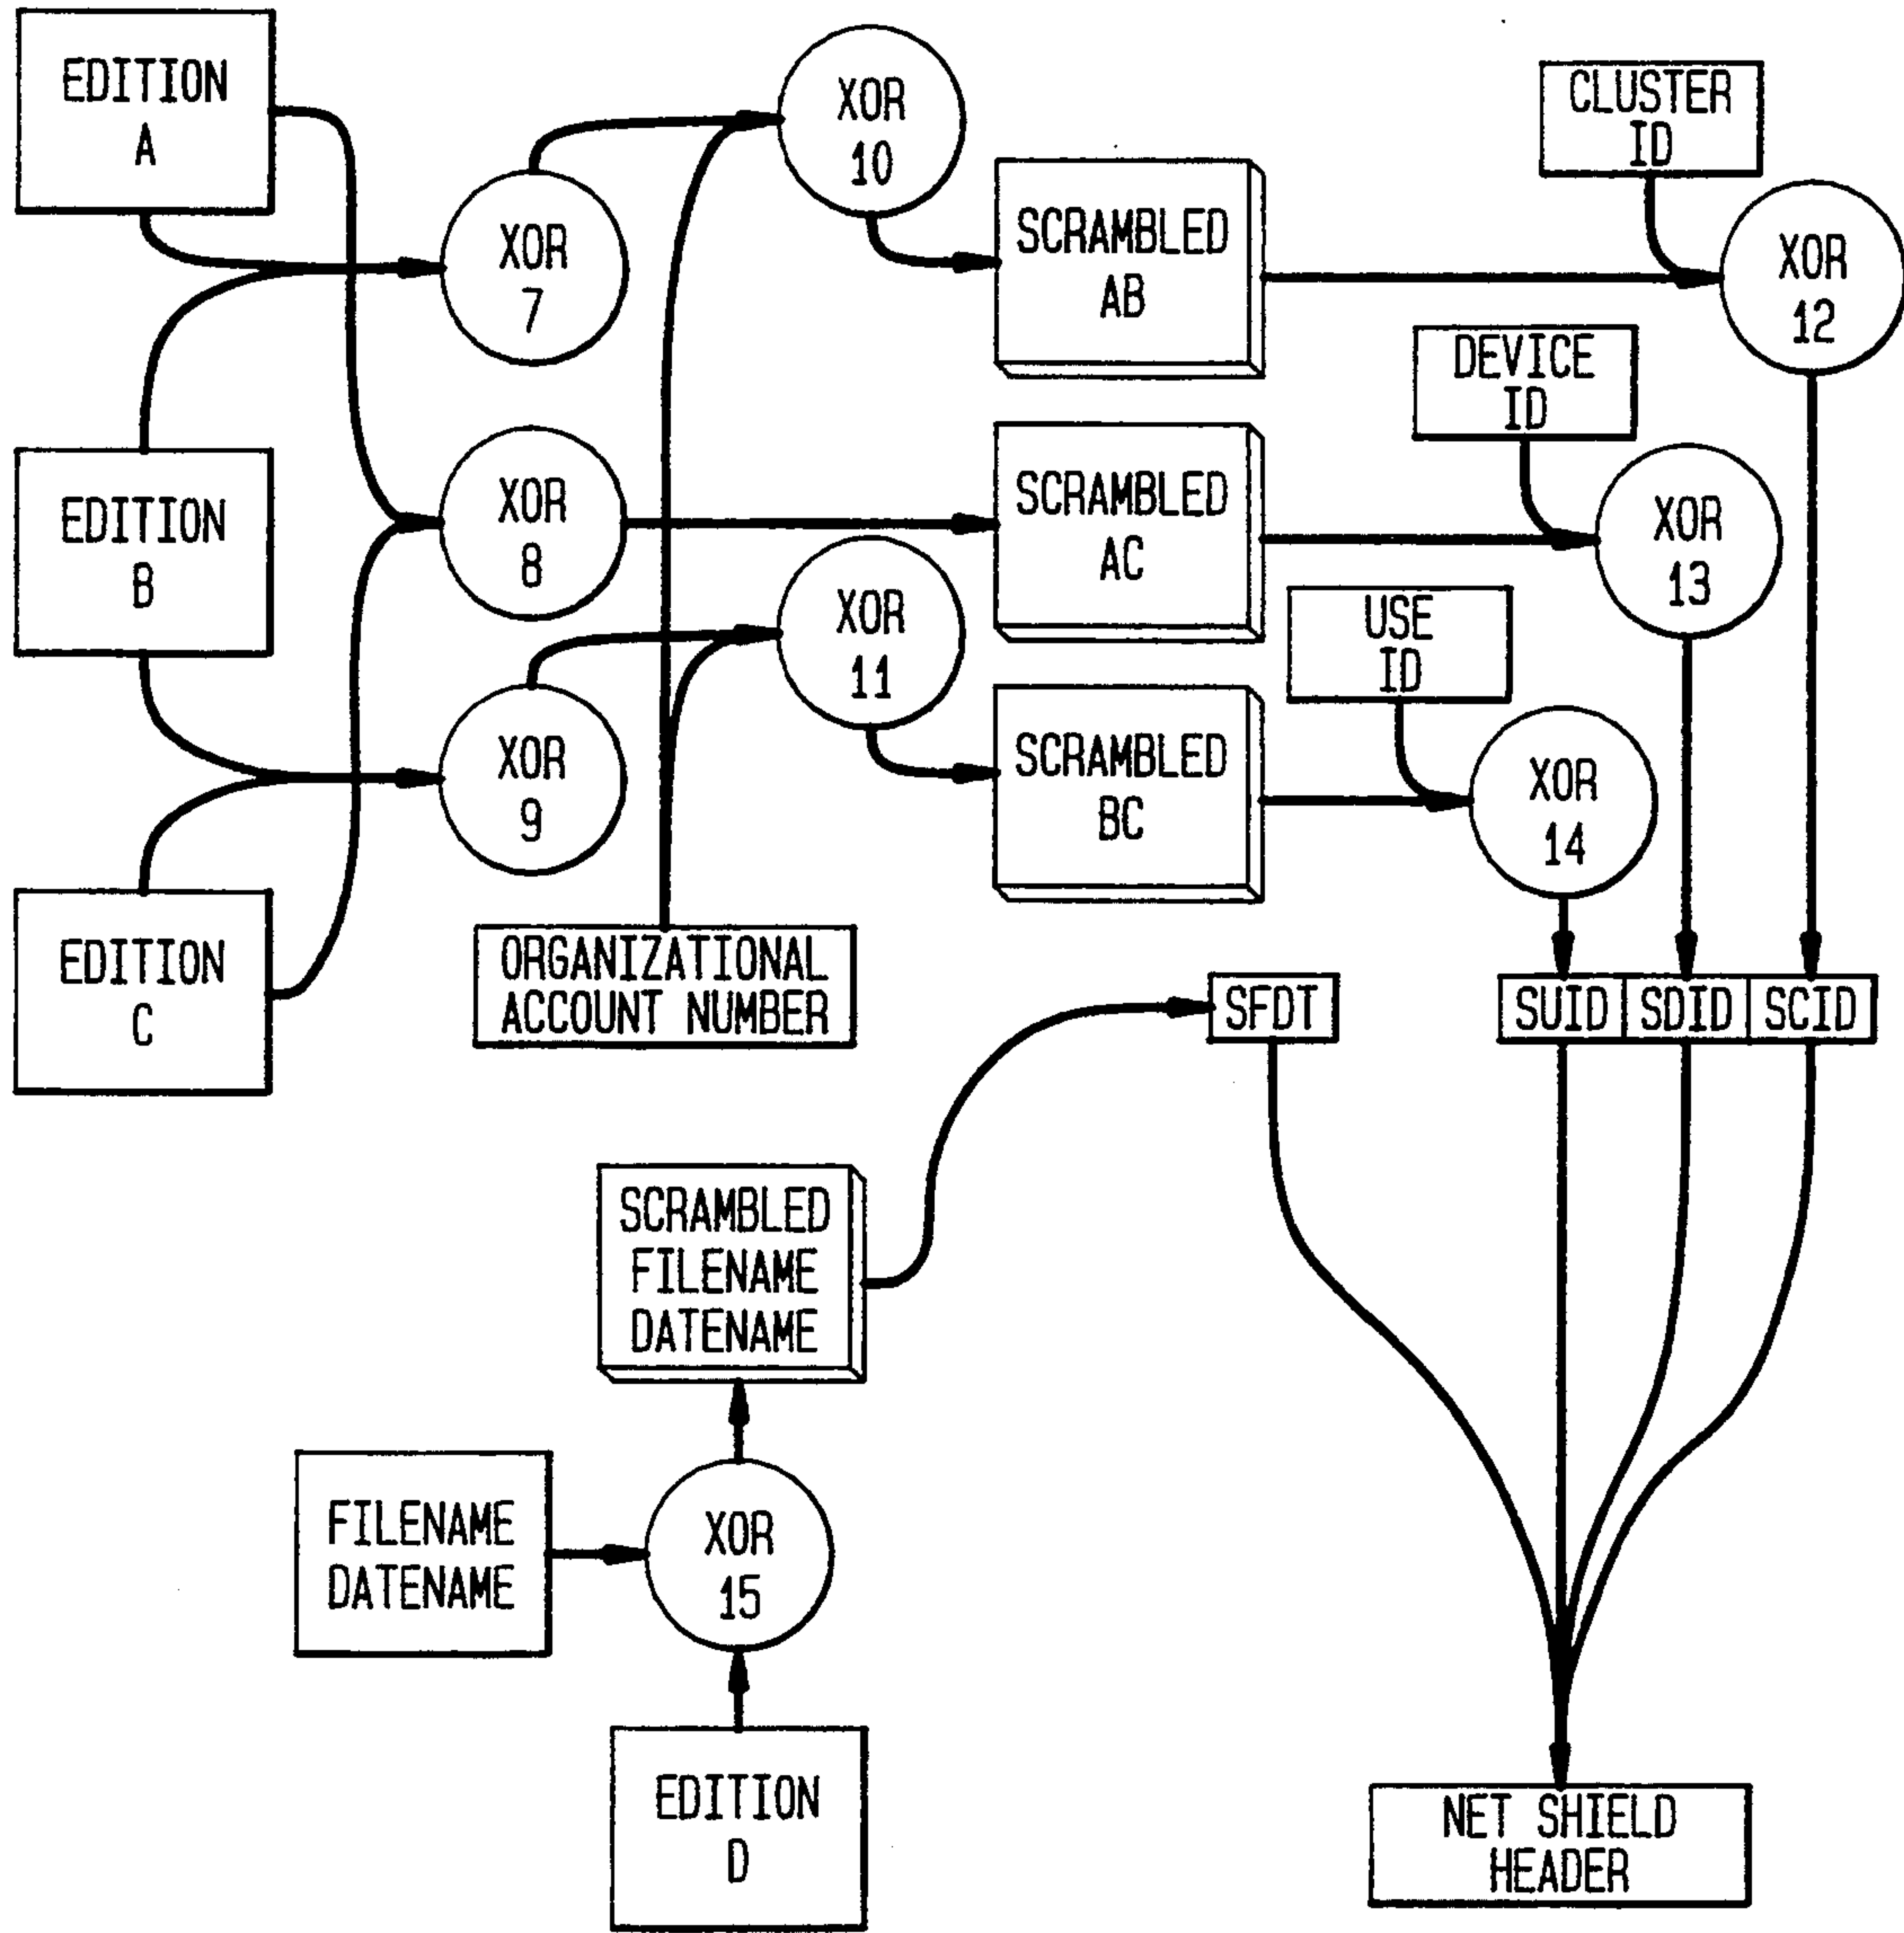 EDITION
A
XOR
10
CLUSTER
ID
XOR
7
SCRAMBLED
AB
XOR
12
DEVICE
ID
EDITION
B
XOR
8
SCRAMBLED
AC
XOR
13
XOR
11
USE
ID
XOR
9
SCRAMBLED
BC
XOR
14
EDITION
C
ORGANIZATIONAL
ACCOUNT NUMBER
SFDT
SUID SDID SCID
SCRAMBLED
FILENAME
DATENAME
FILENAME
DATENAME
XOR
15
EDITION
D
NET SHIELD
HEADER